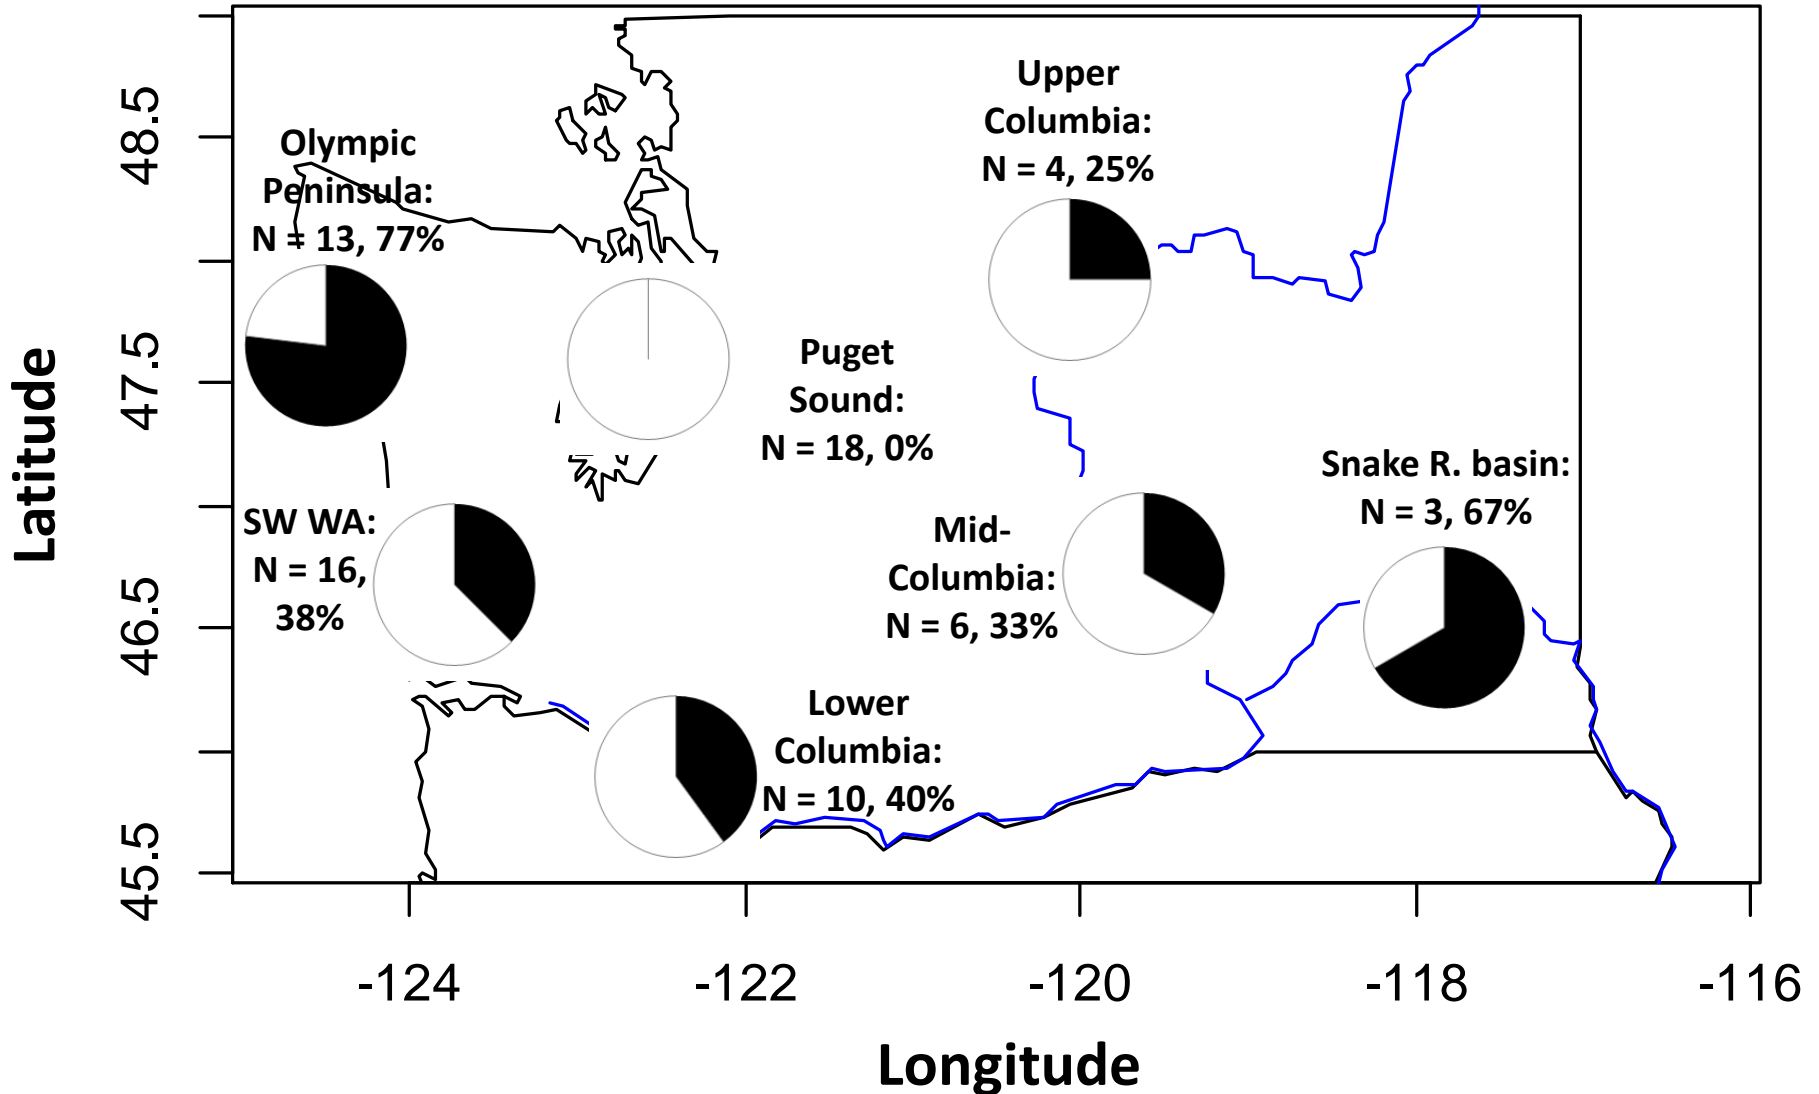 Upper
Columbia:
N = 4, 25%
Olympic
Peninsula:
N = 13, 77%
Puget
Sound:
N = 18, 0%
Snake R. basin:
N = 3, 67%
SW WA:
N = 16,
38%
Mid-
Columbia:
N = 6, 33%
Lower
Columbia:
N = 10, 40%
Latitude
48.5
47.5
46.5
45.5
-124
-122
-120
-118
-116
Longitude